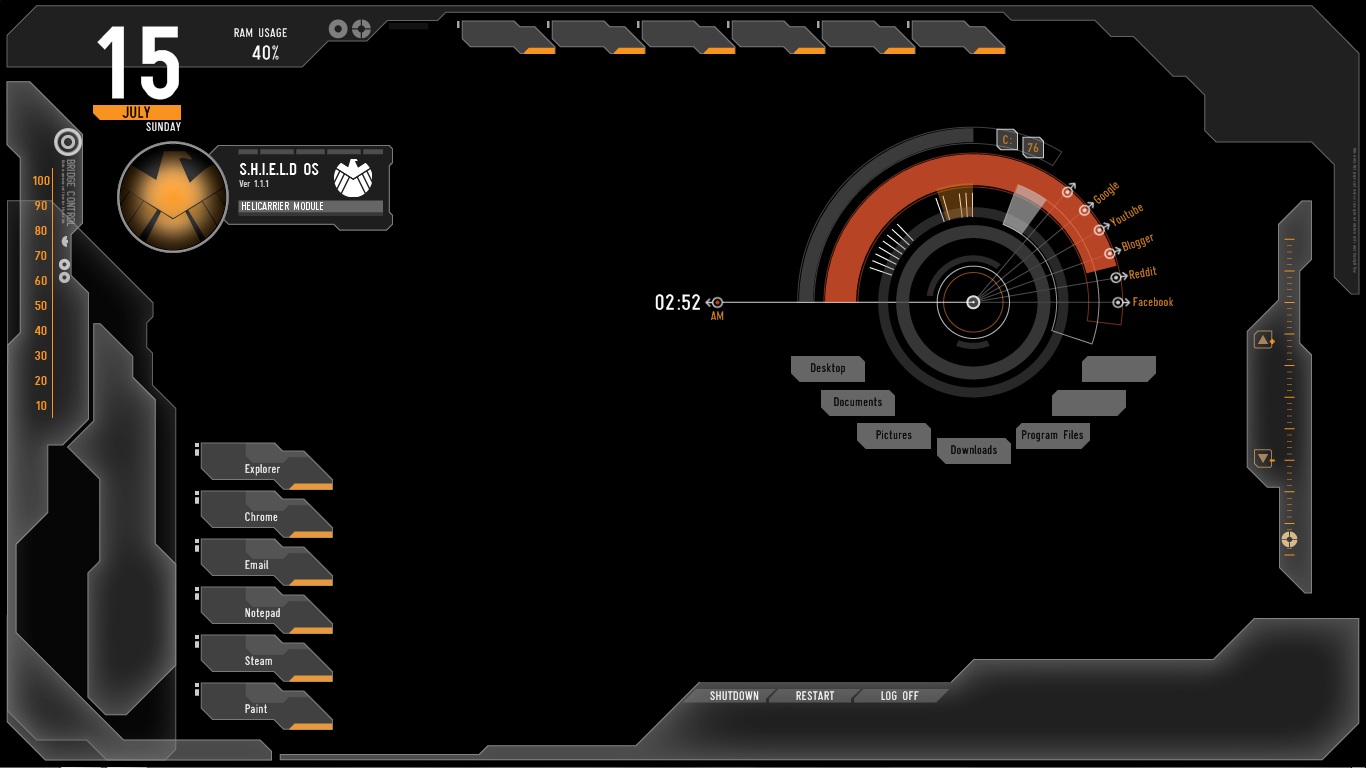 15
JULY
SUNDAY
RAM USAGE
40%
BRIDGE CONTROL
100
90
80
70
60
50
40
30
20
10
S.H.I.E.L.D OS
Ver 1.1.1
HELICARRIER MODULE
C:
76
Google
Youtube
Blogger
Reddit
Facebook
02:52
AM
Desktop
Documents
Pictures
Downloads
Program Files
Explorer
Chrome
Email
Notepad
Steam
Paint
SHUTDOWN
RESTART
LOG OFF